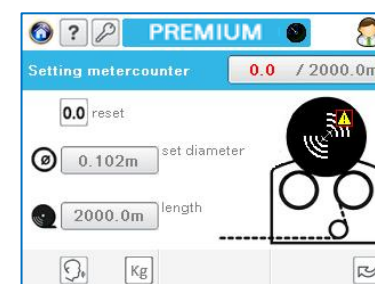 ? PREMIUM
Setting metercounter 0.0 / 2000.0m
0.0 reset
0.102m set diameter
2000.0m length
Kg